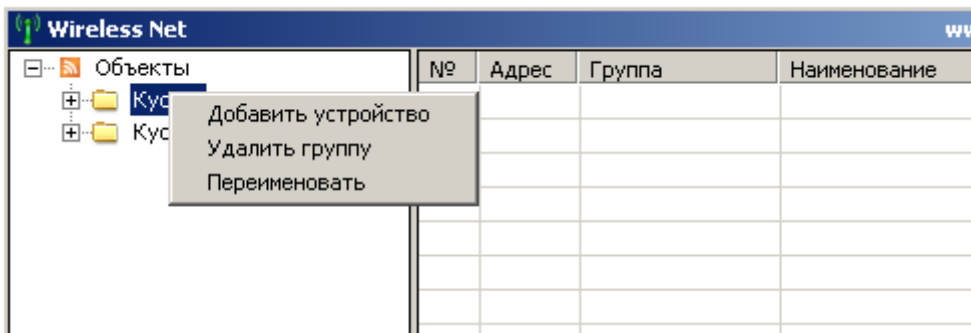 Wireless Net
Объекты
№ Адрес Группа Наименование
Добавить устройство
Удалить группу
Переименовать